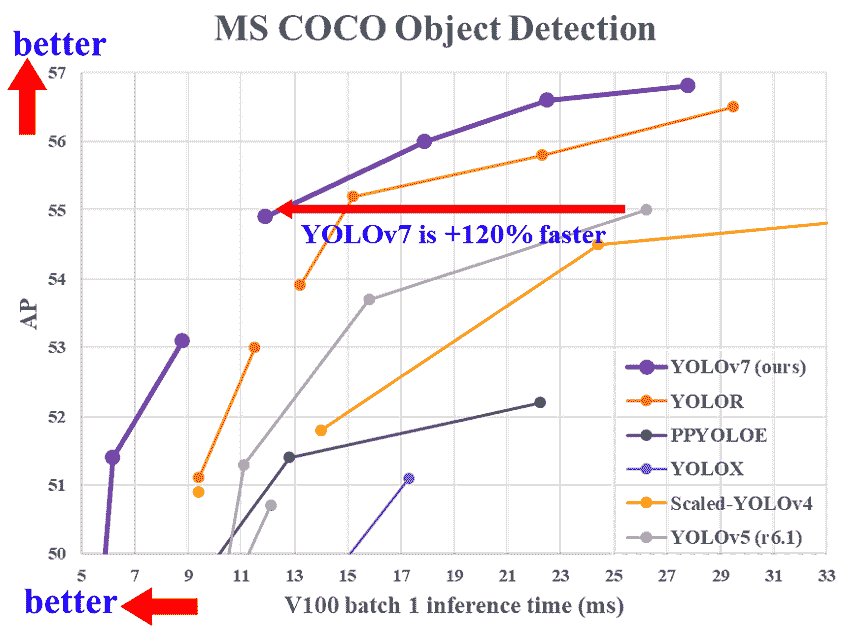 MS COCO Object Detection
better
57
56
55
54
53
52
51
50
AP
YOLOv7 is +120% faster
YOLOv7 (ours)
YOLOR
PPYOLOE
YOLOX
Scaled-YOLOv4
YOLOv5 (r6.1)
5 7 9 11 13 15 17 19 21 23 25 27 29 31 33
better
V100 batch 1 inference time (ms)